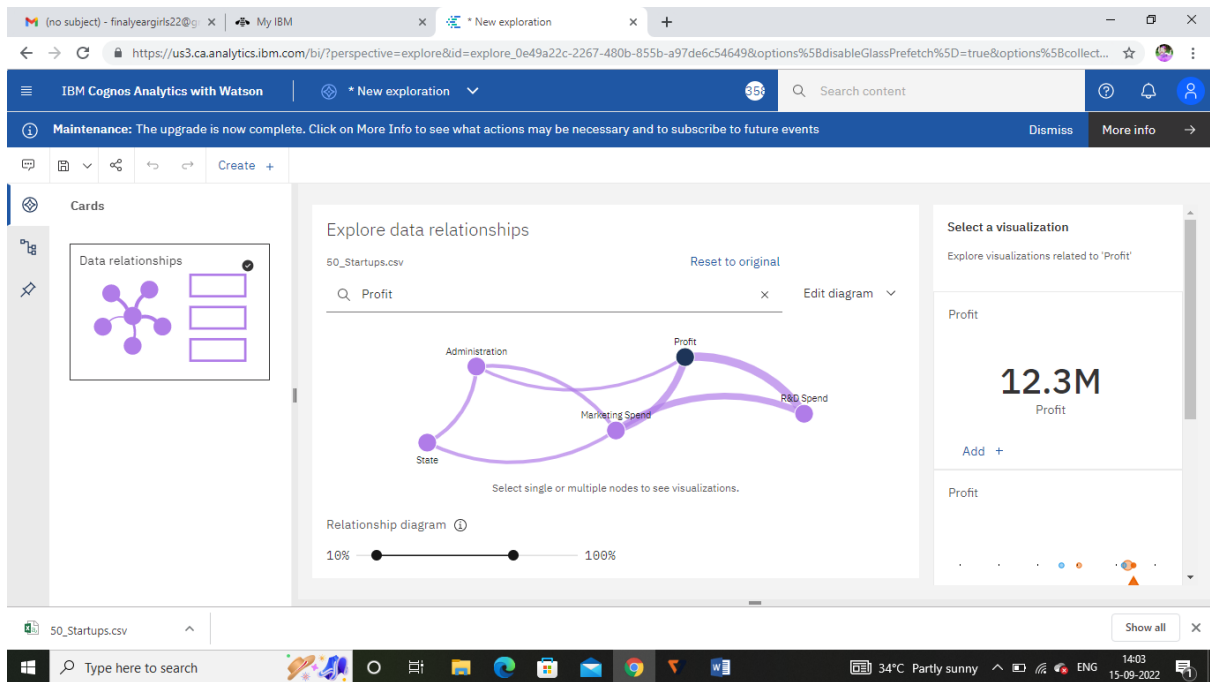 (no subject) - finalyeargirls22@g
My IBM
* New exploration
https://us3.ca.analytics.ibm.com/bi/?perspective=explore&id=explore_0e49a22c-2267-480b-855b-a97de6c54649&options%5BdisableGlassPrefetch%5D=true&options%5Bcollect...
IBM Cognos Analytics with Watson
* New exploration
Search content
Maintenance: The upgrade is now complete. Click on More Info to see what actions may be necessary and to subscribe to future events
Dismiss
More info
Create +
Cards
Data relationships
Explore data relationships
50_Startups.csv
Reset to original
Profit
Edit diagram
Administration
Profit
R&D Spend
Marketing Spend
State
Select single or multiple nodes to see visualizations.
Relationship diagram
10%
100%
Select a visualization
Explore visualizations related to 'Profit'
Profit
12.3M
Profit
Add +
Profit
50_Startups.csv
Show all
Type here to search
34°C Partly sunny
ENG
14:03
15-09-2022